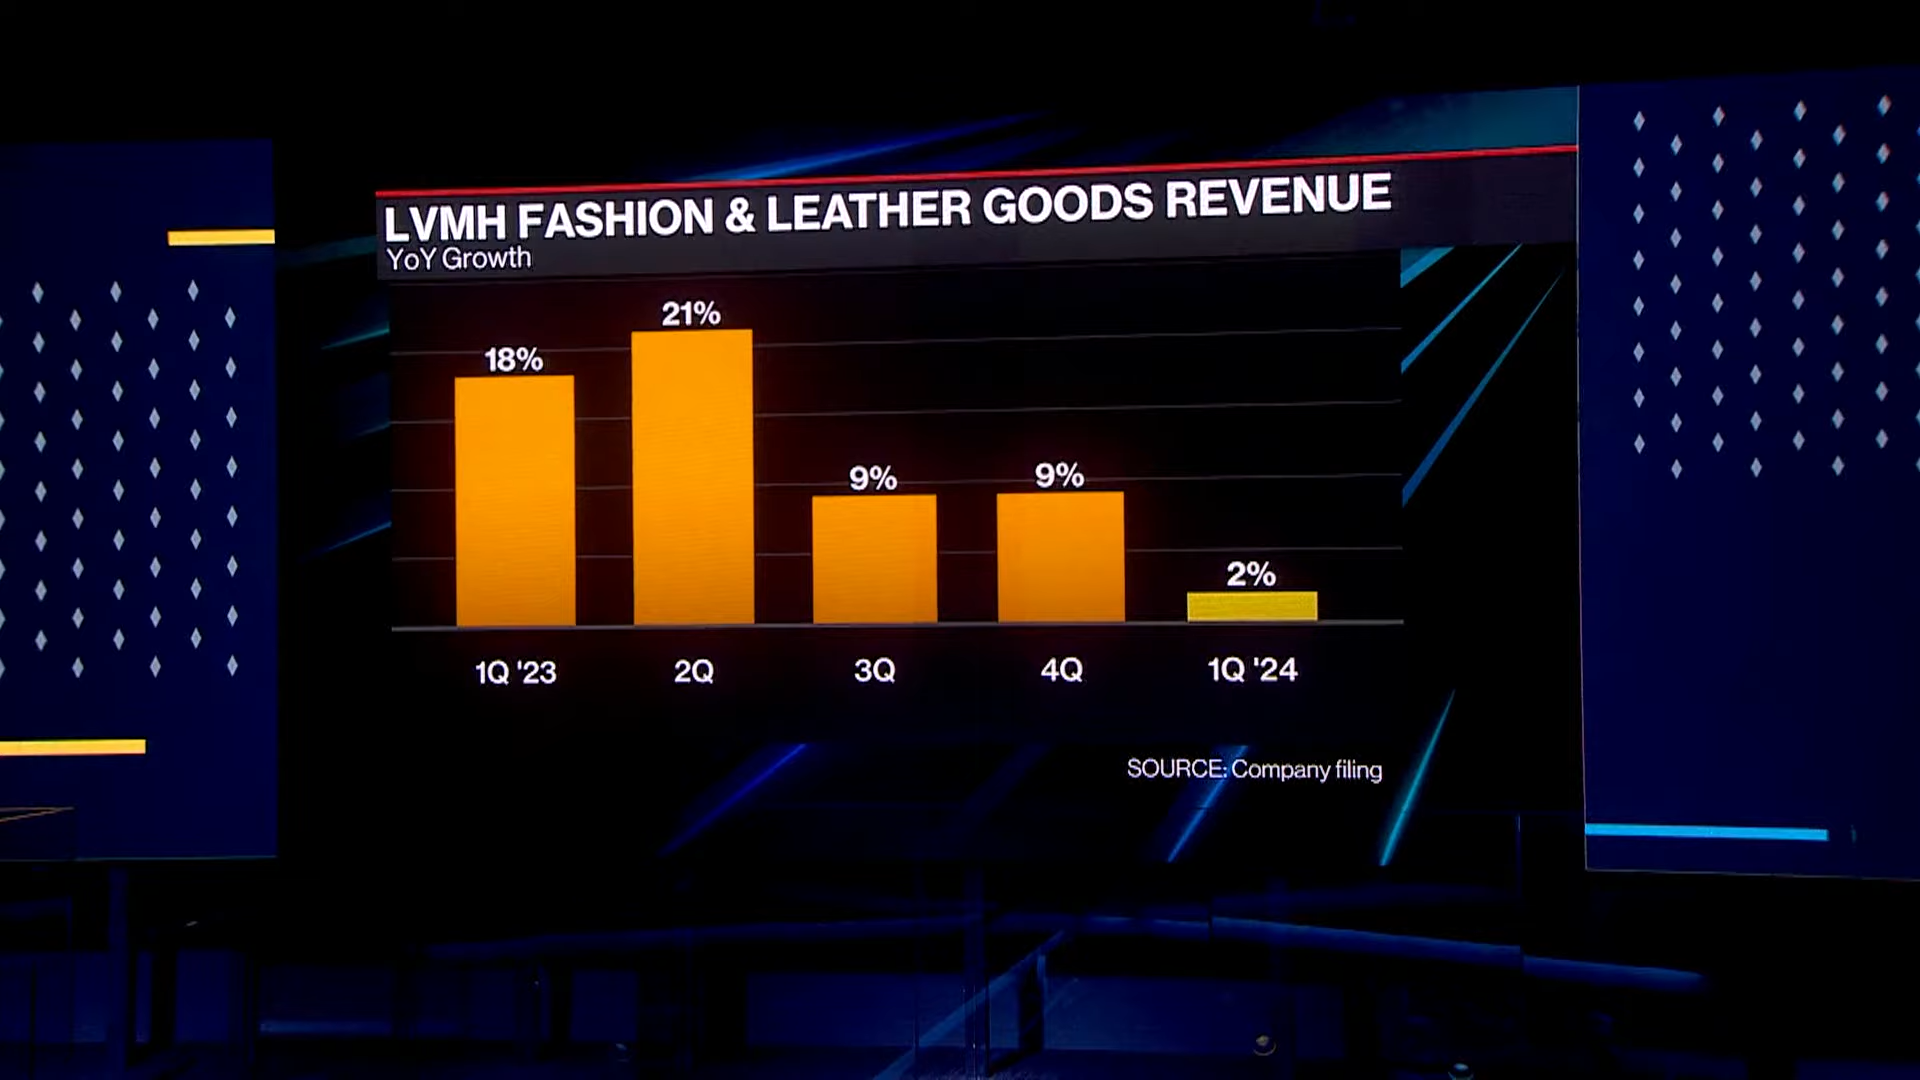 LVMH FASHION & LEATHER GOODS REVENUE
YoY Growth
18%
21%
9%
9%
2%
1Q '23
2Q
3Q
4Q
1Q '24
SOURCE: Company filing